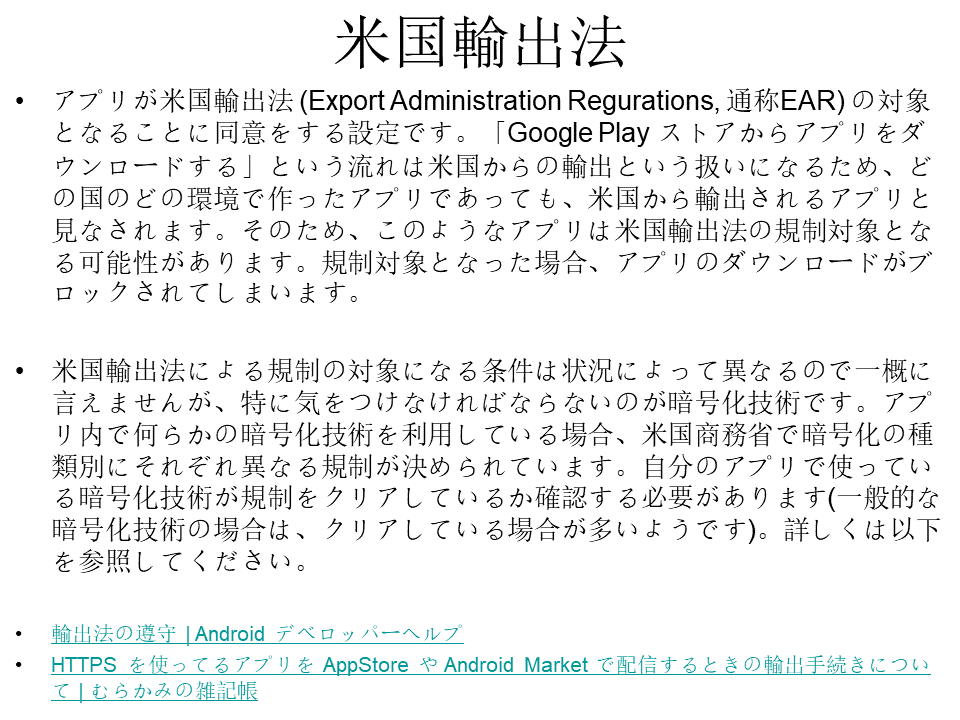 米国輸出法
• アプリが米国輸出法 (Export Administration Regurations, 通称EAR) の対象
となることに同意をする設定です。「Google Play ストアからアプリをダ
ウンロードする」という流れは米国からの輸出という扱いになるため、ど
の国のどの環境で作ったアプリであっても、米国から輸出されるアプリと
見なされます。そのため、このようなアプリは米国輸出法の規制対象とな
る可能性があります。規制対象となった場合、アプリのダウンロードがブ
ロックされてしまいます。
• 米国輸出法による規制の対象になる条件は状況によって異なるので一概に
言えませんが、特に気をつけなければならないのが暗号化技術です。アプ
リ内で何らかの暗号化技術を利用している場合、米国商務省で暗号化の種
類別にそれぞれ異なる規制が決められています。自分のアプリで使ってい
る暗号化技術が規制をクリアしているか確認する必要があります(一般的な
暗号化技術の場合は、クリアしている場合が多いようです)。詳しくは以下
を参照してください。
• 輸出法の遵守 | Android デベロッパーヘルプ
• HTTPS を使ってるアプリを AppStore や Android Market で配信するときの輸出手続きについ
て | むらかみの雑記帳